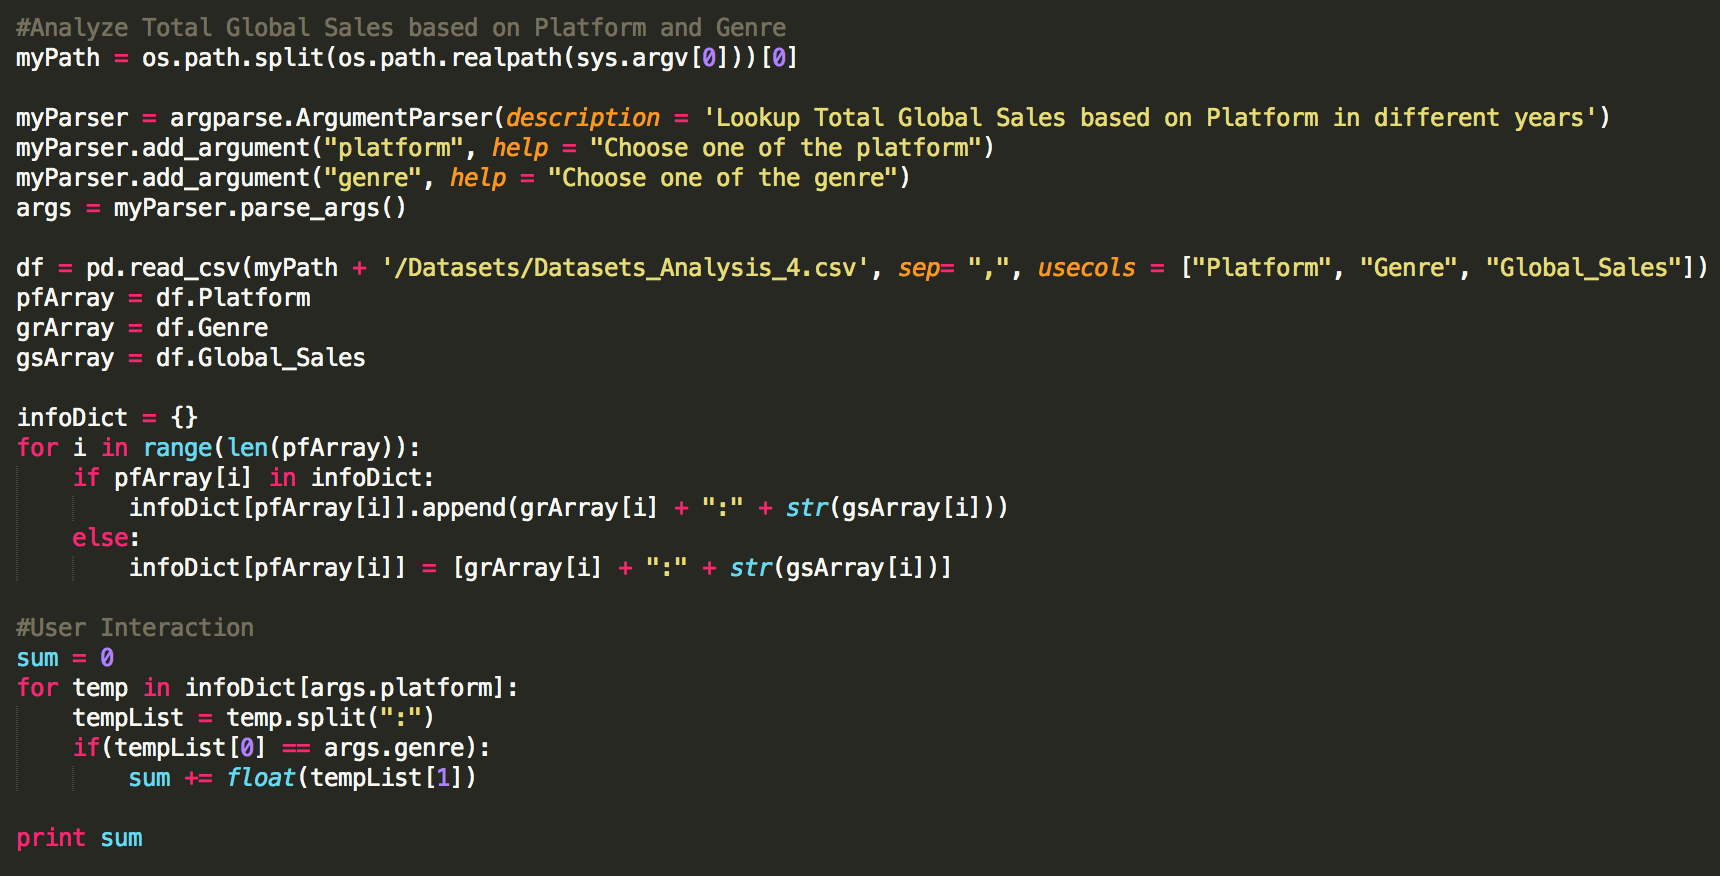 #Analyze Total Global Sales based on Platform and Genre
myPath = os.path.split(os.path.realpath(sys.argv[0]))[0]

myParser = argparse.ArgumentParser(description = 'Lookup Total Global Sales based on Platform in different years')
myParser.add_argument("platform", help = "Choose one of the platform")
myParser.add_argument("genre", help = "Choose one of the genre")
args = myParser.parse_args()

df = pd.read_csv(myPath + '/Datasets/Datasets_Analysis_4.csv', sep= ",", usecols = ["Platform", "Genre", "Global_Sales"])
pfArray = df.Platform
grArray = df.Genre
gsArray = df.Global_Sales

infoDict = {}
for i in range(len(pfArray)):
    if pfArray[i] in infoDict:
        infoDict[pfArray[i]].append(grArray[i] + ":" + str(gsArray[i]))
    else:
        infoDict[pfArray[i]] = [grArray[i] + ":" + str(gsArray[i])]

#User Interaction
sum = 0
for temp in infoDict[args.platform]:
    tempList = temp.split(":")
    if(tempList[0] == args.genre):
        sum += float(tempList[1])

print sum